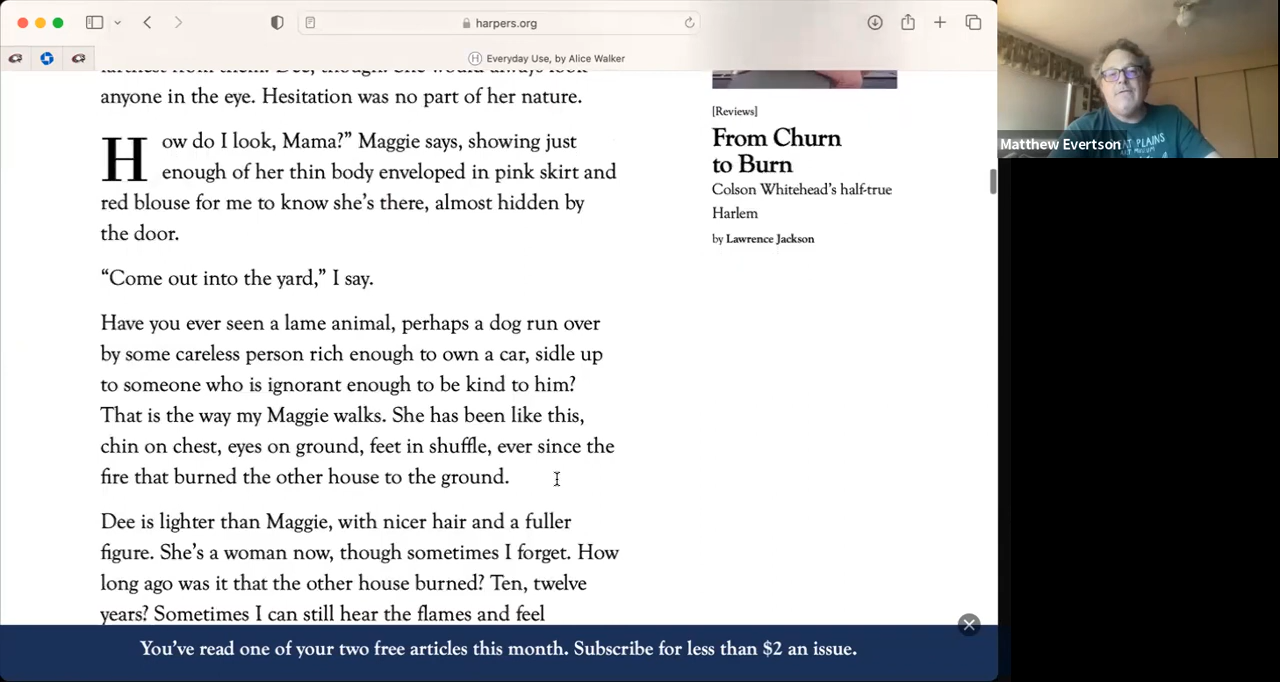 harpers.org
Everyday Use, by Alice Walker
anyone in the eye. Hesitation was no part of her nature.
How do I look, Mama?” Maggie says, showing just
enough of her thin body enveloped in pink skirt and
red blouse for me to know she’s there, almost hidden by
the door.
“Come out into the yard,” I say.
Have you ever seen a lame animal, perhaps a dog run over
by some careless person rich enough to own a car, sidle up
to someone who is ignorant enough to be kind to him?
That is the way my Maggie walks. She has been like this,
chin on chest, eyes on ground, feet in shuffle, ever since the
fire that burned the other house to the ground.
Dee is lighter than Maggie, with nicer hair and a fuller
figure. She’s a woman now, though sometimes I forget. How
long ago was it that the other house burned? Ten, twelve
years? Sometimes I can still hear the flames and feel
You’ve read one of your two free articles this month. Subscribe for less than $2 an issue.
[Reviews]
From Churn
to Burn
Colson Whitehead’s half-true
Harlem
by Lawrence Jackson
Matthew Evertson
AT PLAINS